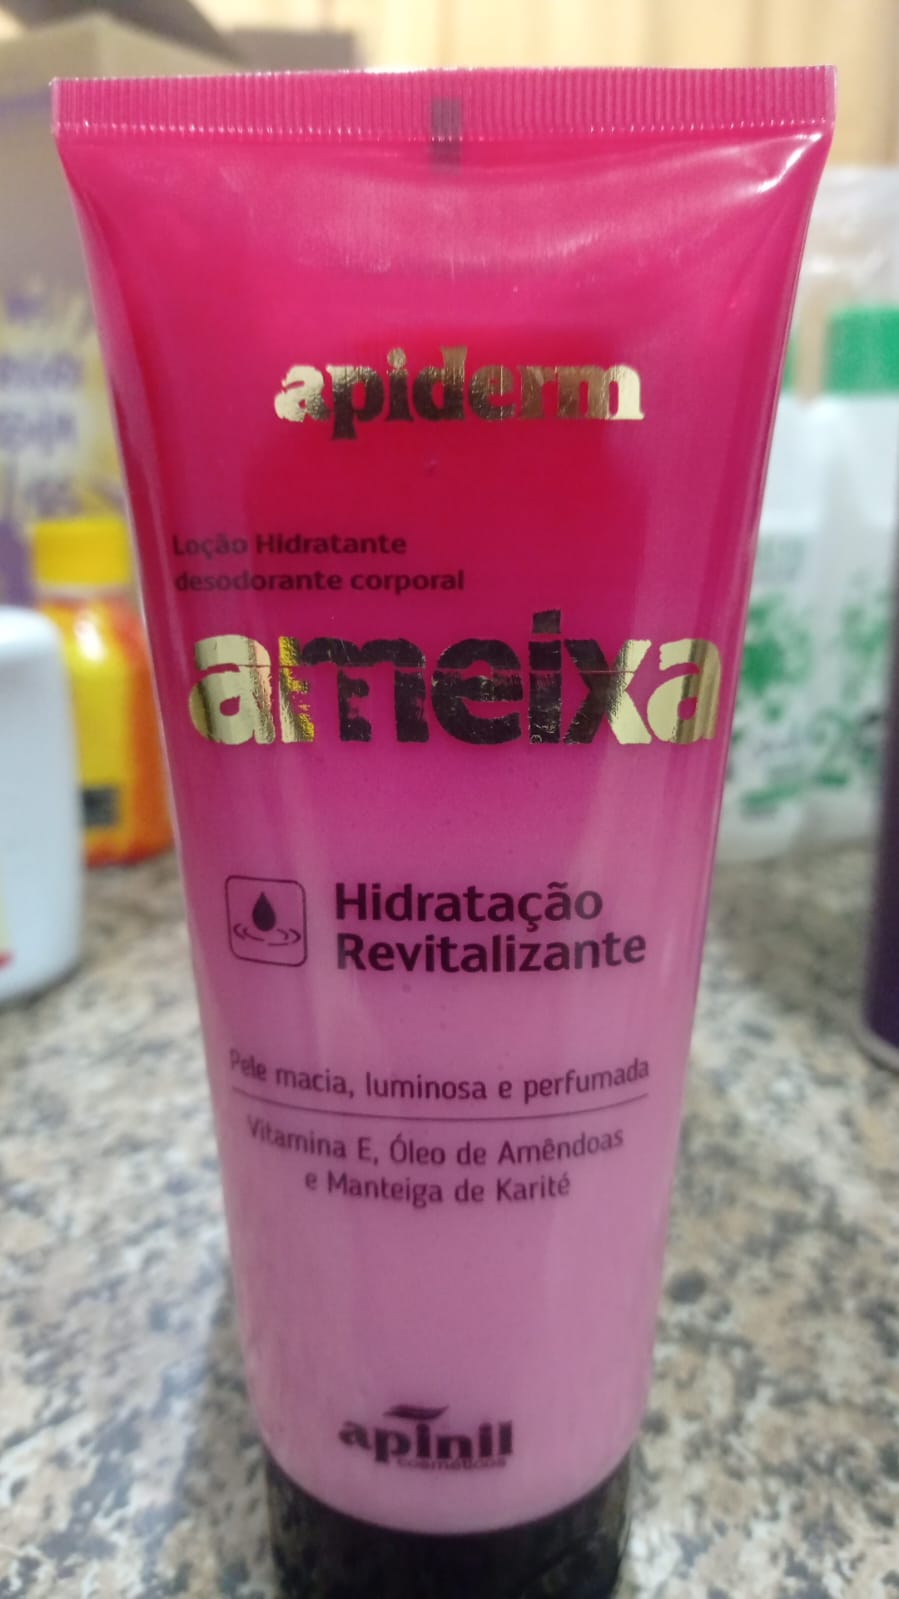 apiderm
Loção Hidratante
desodorante corporal
ameixa
Hidratação
Revitalizante
Pele macia, luminosa e perfumada
Vitamina E, Óleo de Amêndoas
e Manteiga de Karité
apinil
cosméticos